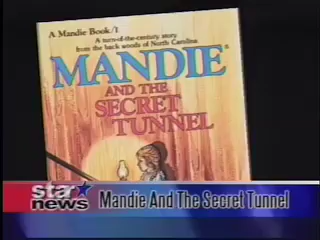 A Mandie Book/1
A turn-of-the-century story
from the back woods of North Carolina
MANDIE®
AND THE
SECRET
TUNNEL
star
news
Mandie And The Secret Tunnel